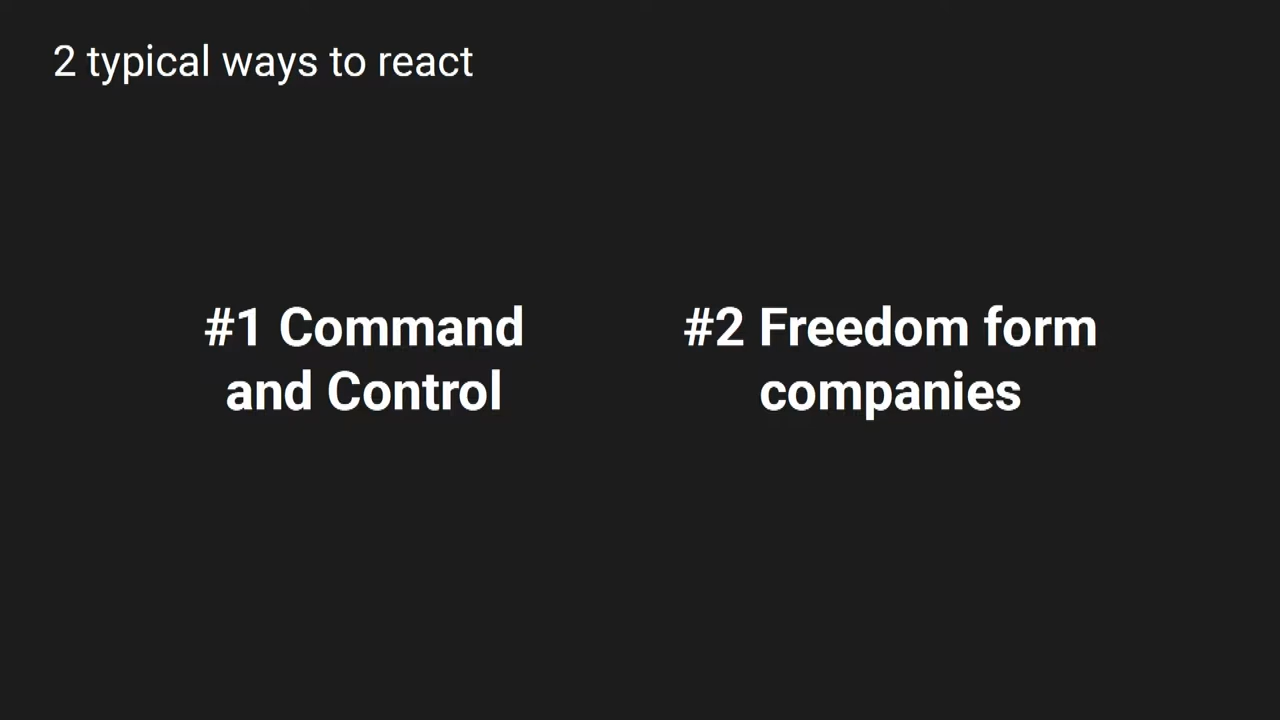 2 typical ways to react
#1 Command
and Control
#2 Freedom form
companies